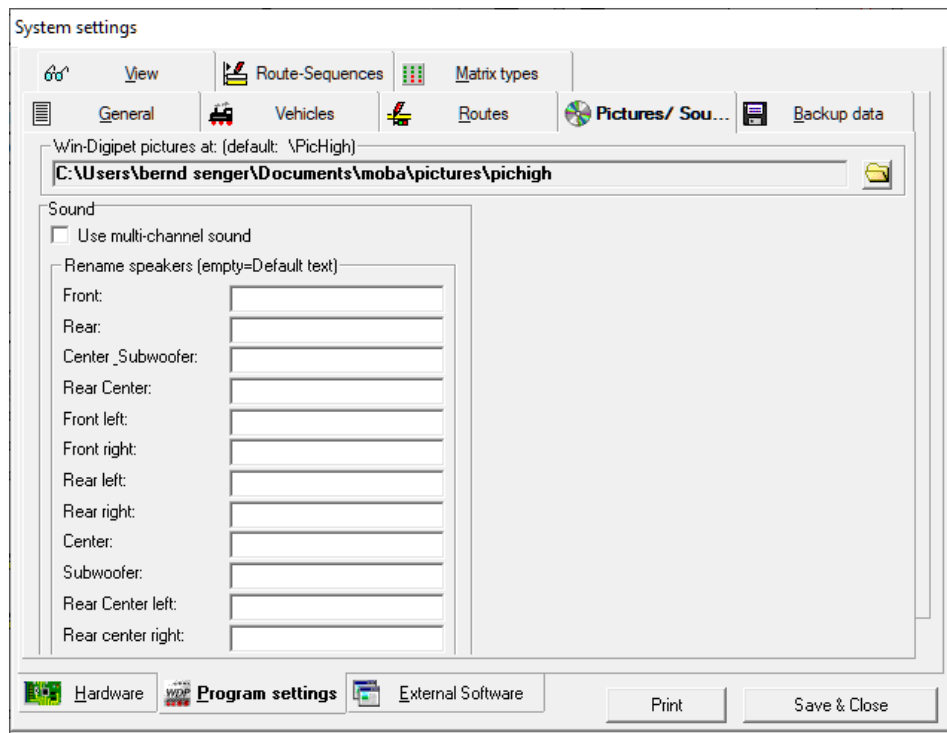 System settings
View
Route-Sequences
Matrix types
General
Vehicles
Routes
Pictures/ Sou...
Backup data
Win-Digipet pictures at: (default: \PicHigh)
C:\Users\bernd senger\Documents\moba\pictures\pichigh
Sound
Use multi-channel sound
Rename speakers (empty=Default text)
Front:
Rear:
Center _Subwoofer:
Rear Center:
Front left:
Front right:
Rear left:
Rear right:
Center:
Subwoofer:
Rear Center left:
Rear center right:
Hardware
WDP
Program settings
External Software
Print
Save & Close